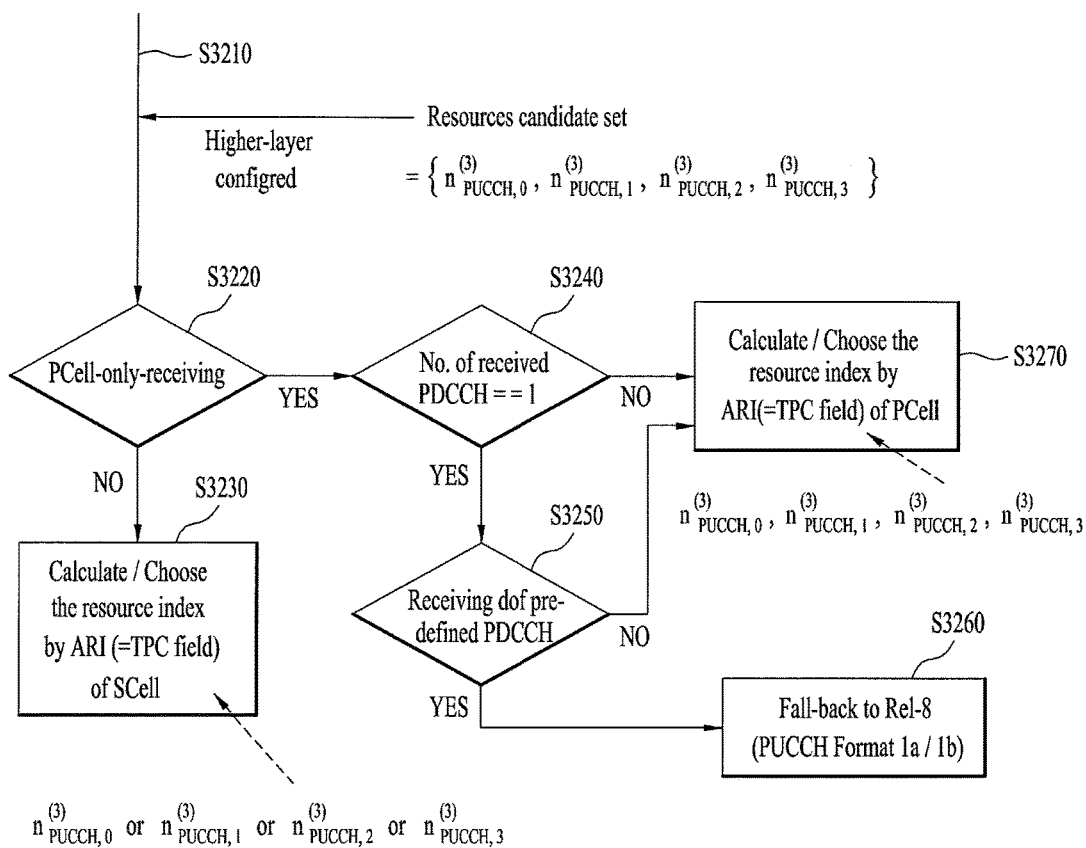 S3210
Resources candidate set
Higher-layer
configred
= { n^{(3)}_{PUCCH, 0} , n^{(3)}_{PUCCH, 1} , n^{(3)}_{PUCCH, 2} , n^{(3)}_{PUCCH, 3} }
S3220
PCell-only-receiving
YES
NO
S3240
No. of received
PDCCH = = 1
NO
YES
Calculate / Choose the
resource index by
ARI(=TPC field) of PCell
S3270
n^{(3)}_{PUCCH, 0} , n^{(3)}_{PUCCH, 1} , n^{(3)}_{PUCCH, 2} , n^{(3)}_{PUCCH, 3}
S3230
Calculate / Choose
the resource index
by ARI (=TPC field)
of SCell
S3250
Receiving dof pre-
defined PDCCH
NO
YES
S3260
Fall-back to Rel-8
(PUCCH Format 1a / 1b)
n^{(3)}_{PUCCH, 0} or n^{(3)}_{PUCCH, 1} or n^{(3)}_{PUCCH, 2} or n^{(3)}_{PUCCH, 3}